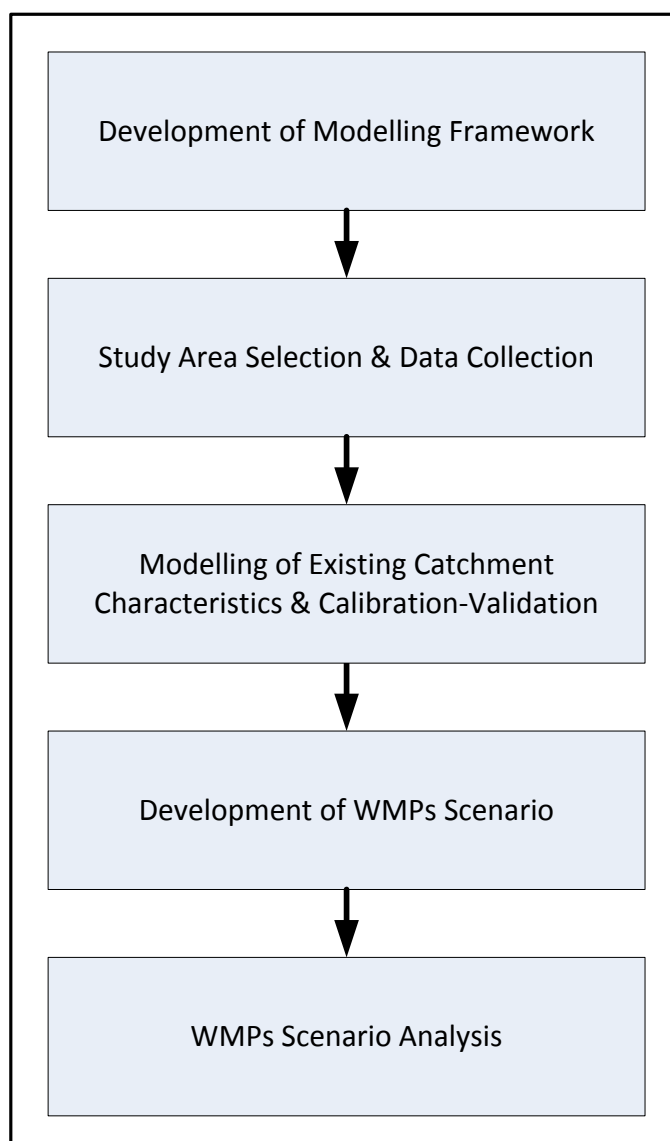 Development of Modelling Framework
Study Area Selection & Data Collection
Modelling of Existing Catchment
Characteristics & Calibration-Validation
Development of WMPs Scenario
WMPs Scenario Analysis